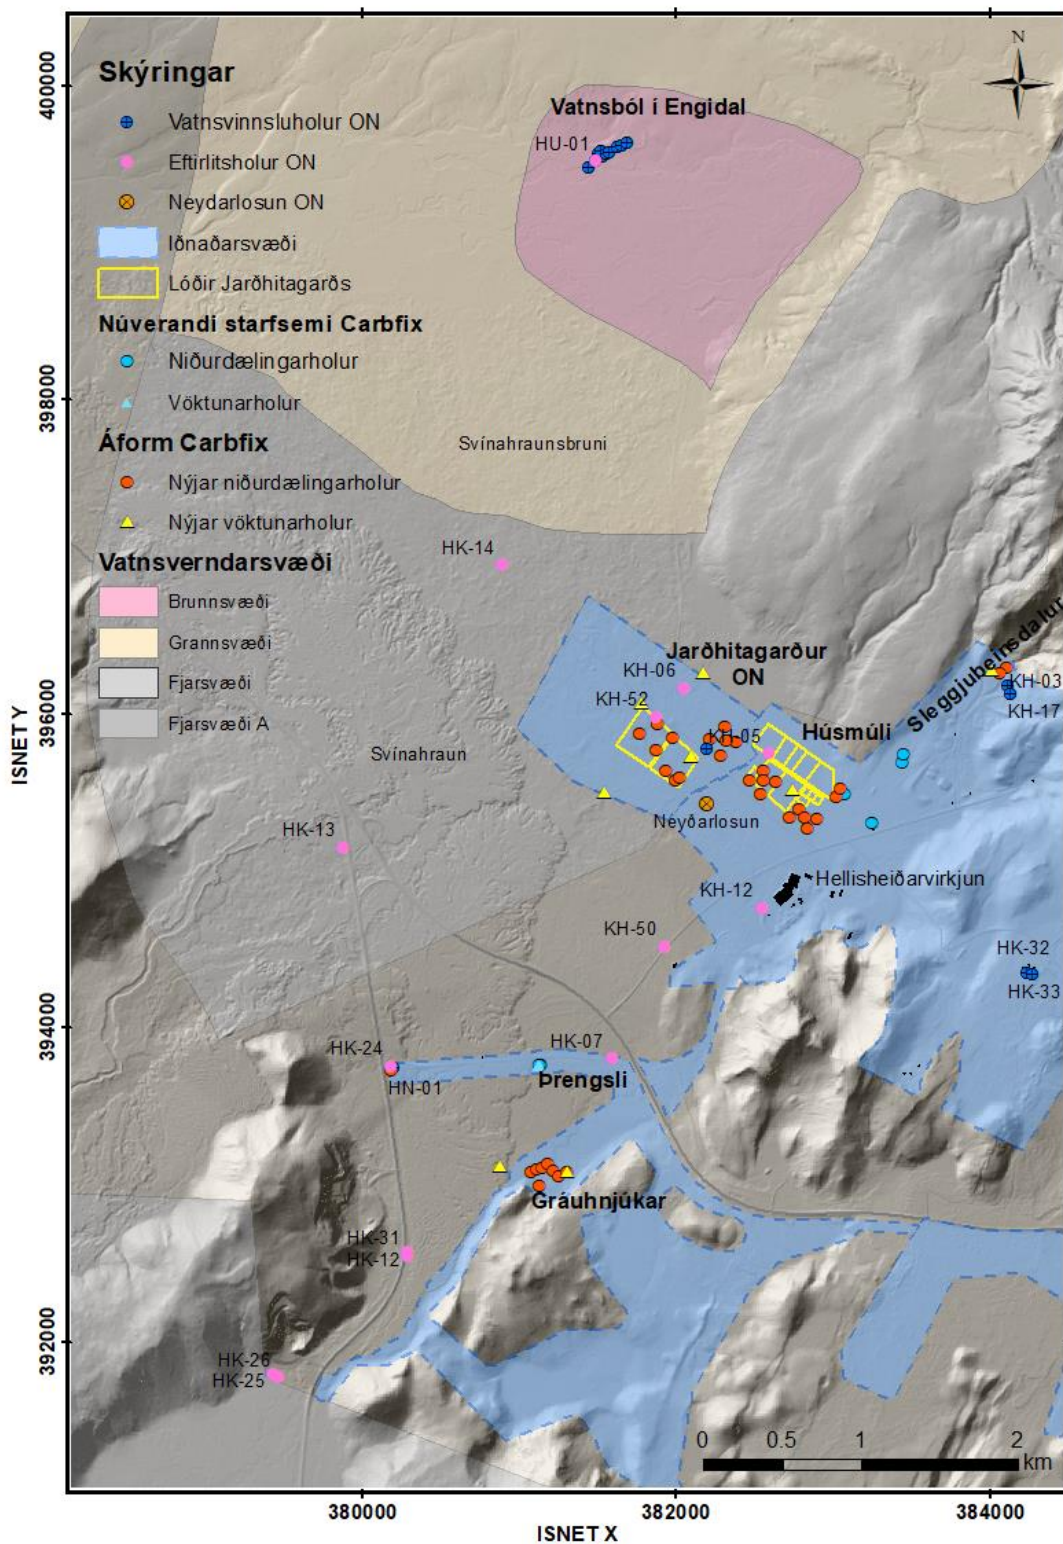 N
Skýringar
Vatnsvinnsluholur ON
Eftirlitsholur ON
Neyðarlosun ON
Iðnaðarsvæði
Lóðir Jarðhitagarðs
Núverandi starfsemi Carbfix
Niðurdælingarholur
Vöktunarholur
Áform Carbfix
Nýjar niðurdælingarholur
Nýjar vöktunarholur
Vatnsverndarsvæði
Brunnsvæði
Grannsvæði
Fjarsvæði
Fjarsvæði A
Vatnsból í Engidal
HU-01
Svínahraunsbruni
HK-14
Jarðhitagarður
ON
KH-06
KH-52
KH-05
Húsmúli
Sleggjubeinsdalur
KH-03
KH-17
Svínahraun
Neyðarlosun
HK-13
KH-12
Hellisheiðarvirkjun
KH-50
HK-32
HK-33
HK-07
HK-24
HN-01
Þrengsli
Gráuhnjúkar
HK-31
HK-12
HK-26
HK-25
0 0.5 1 2
km
400000
398000
396000
394000
392000
ISNET Y
380000 382000 384000
ISNET X